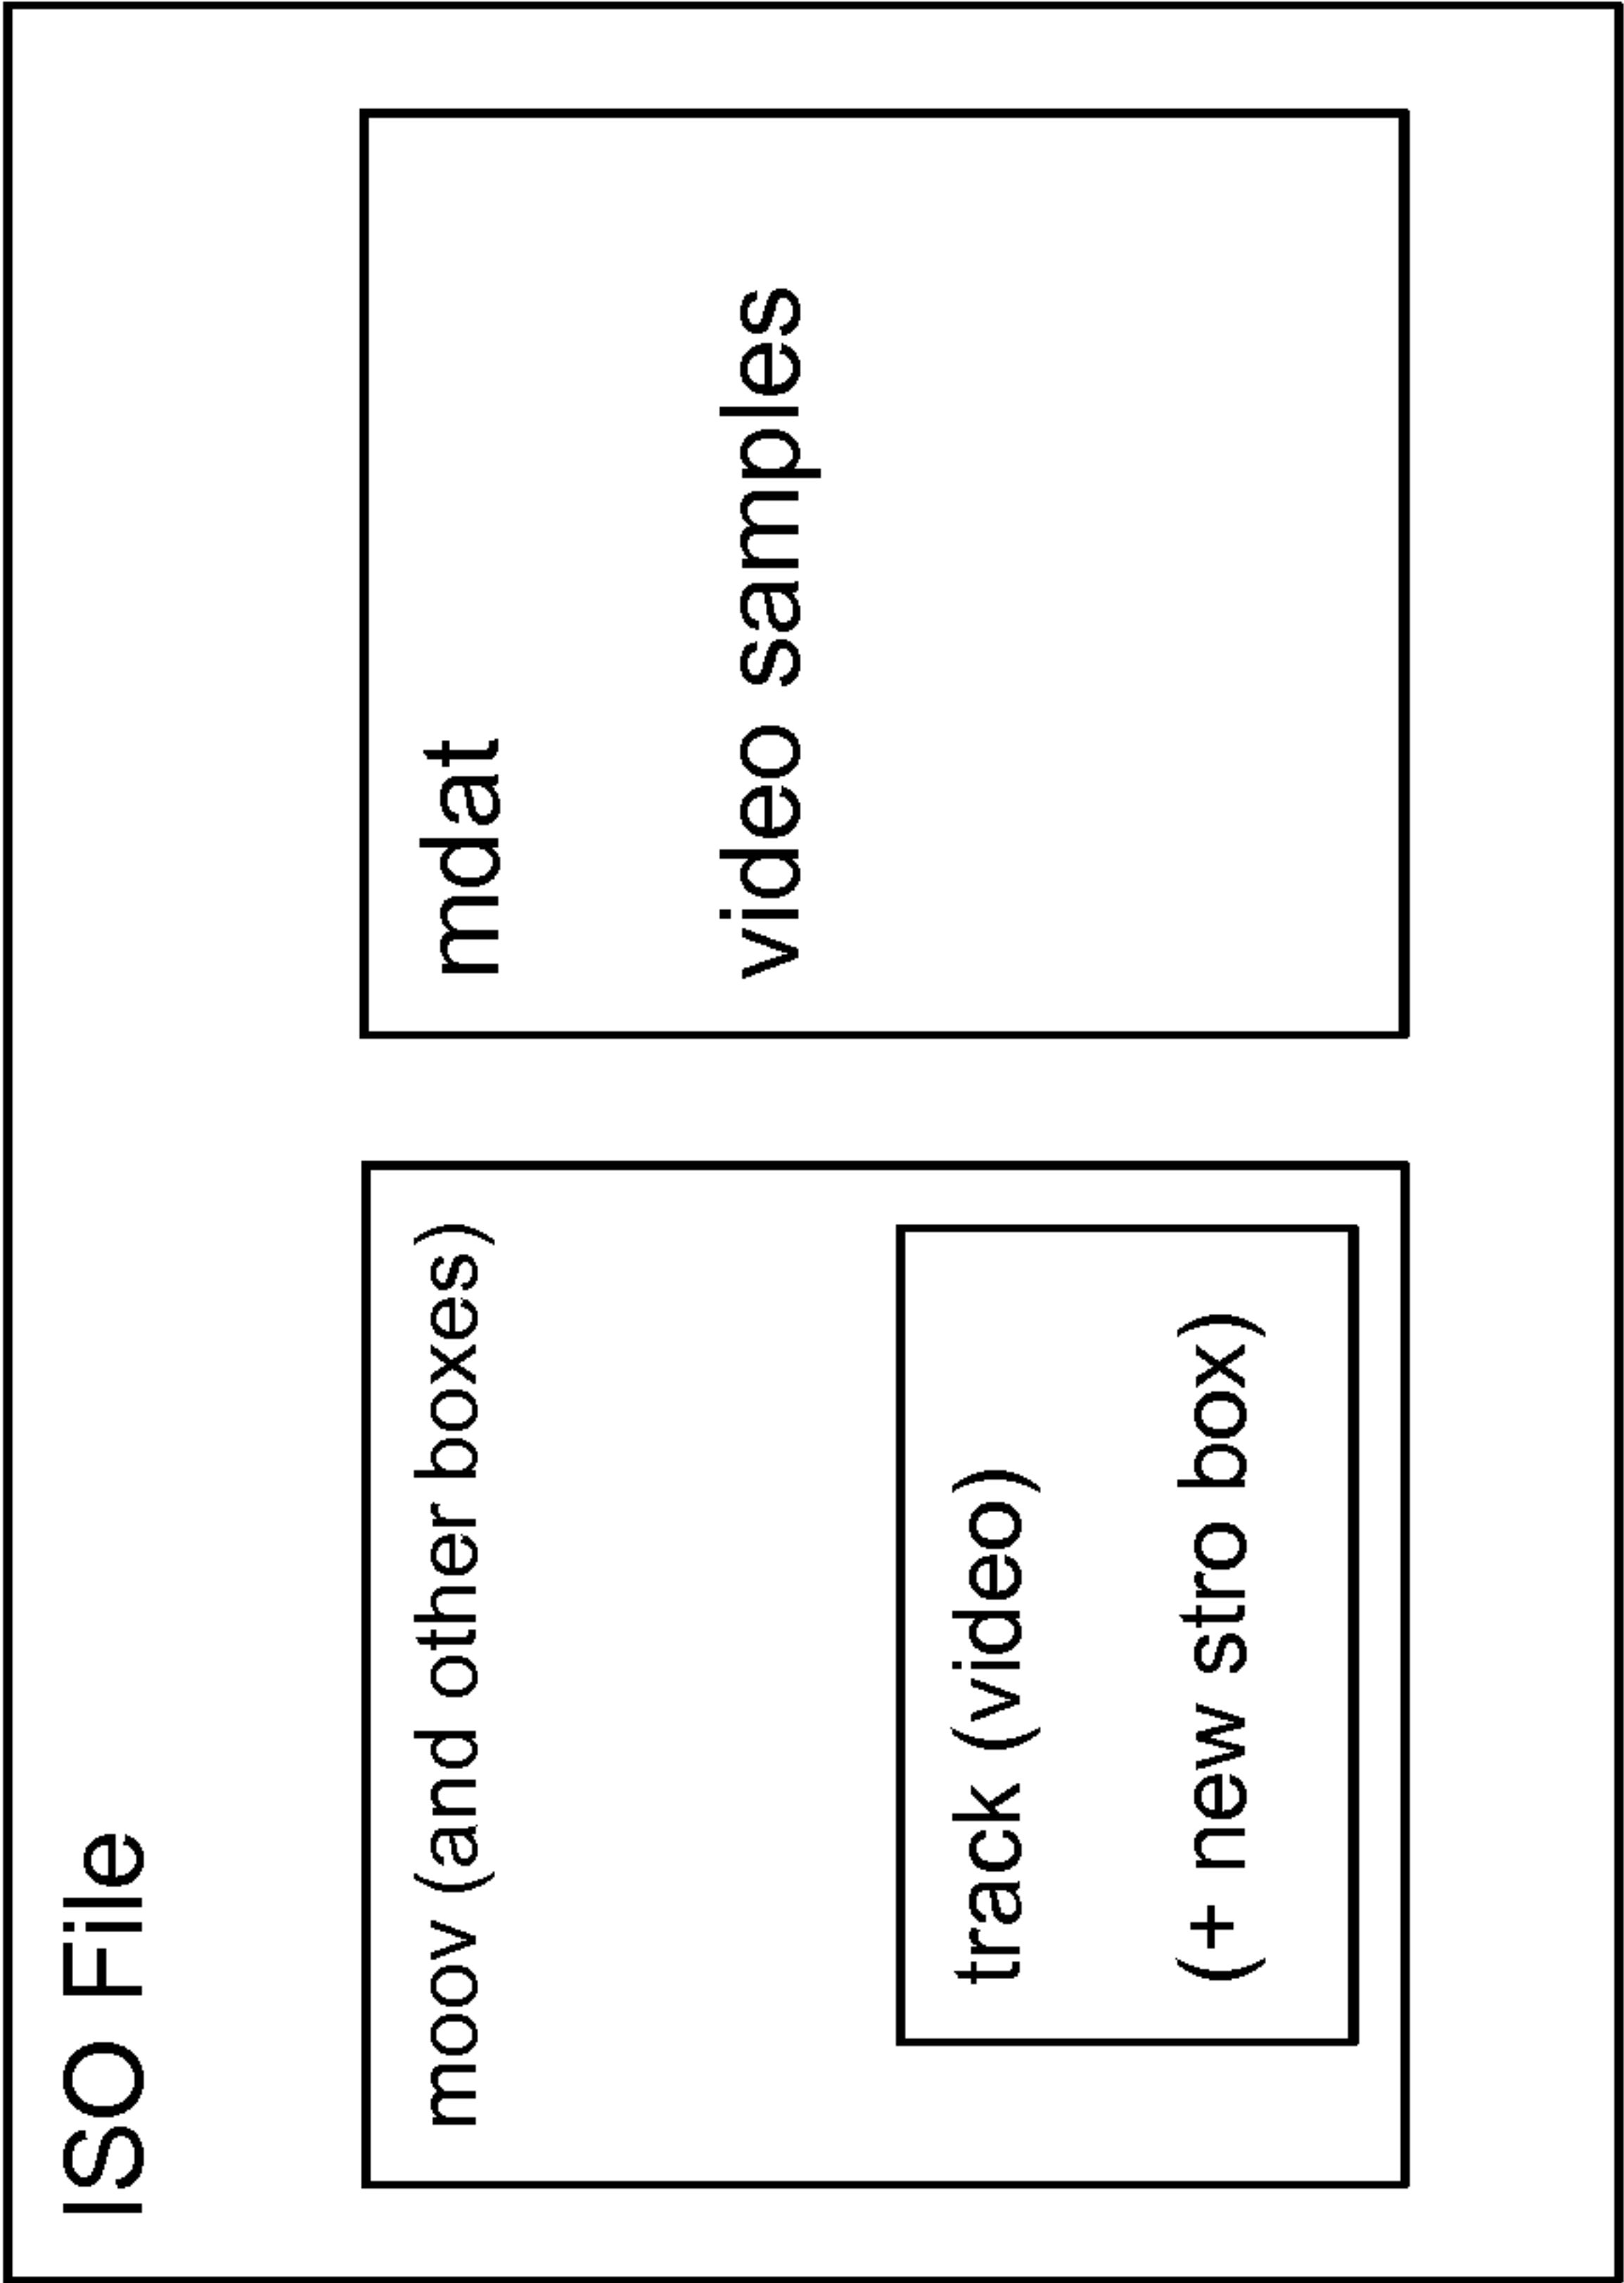 ISO File
moov (and other boxes)
track (video)
(+ new stro box)
mdat
video samples